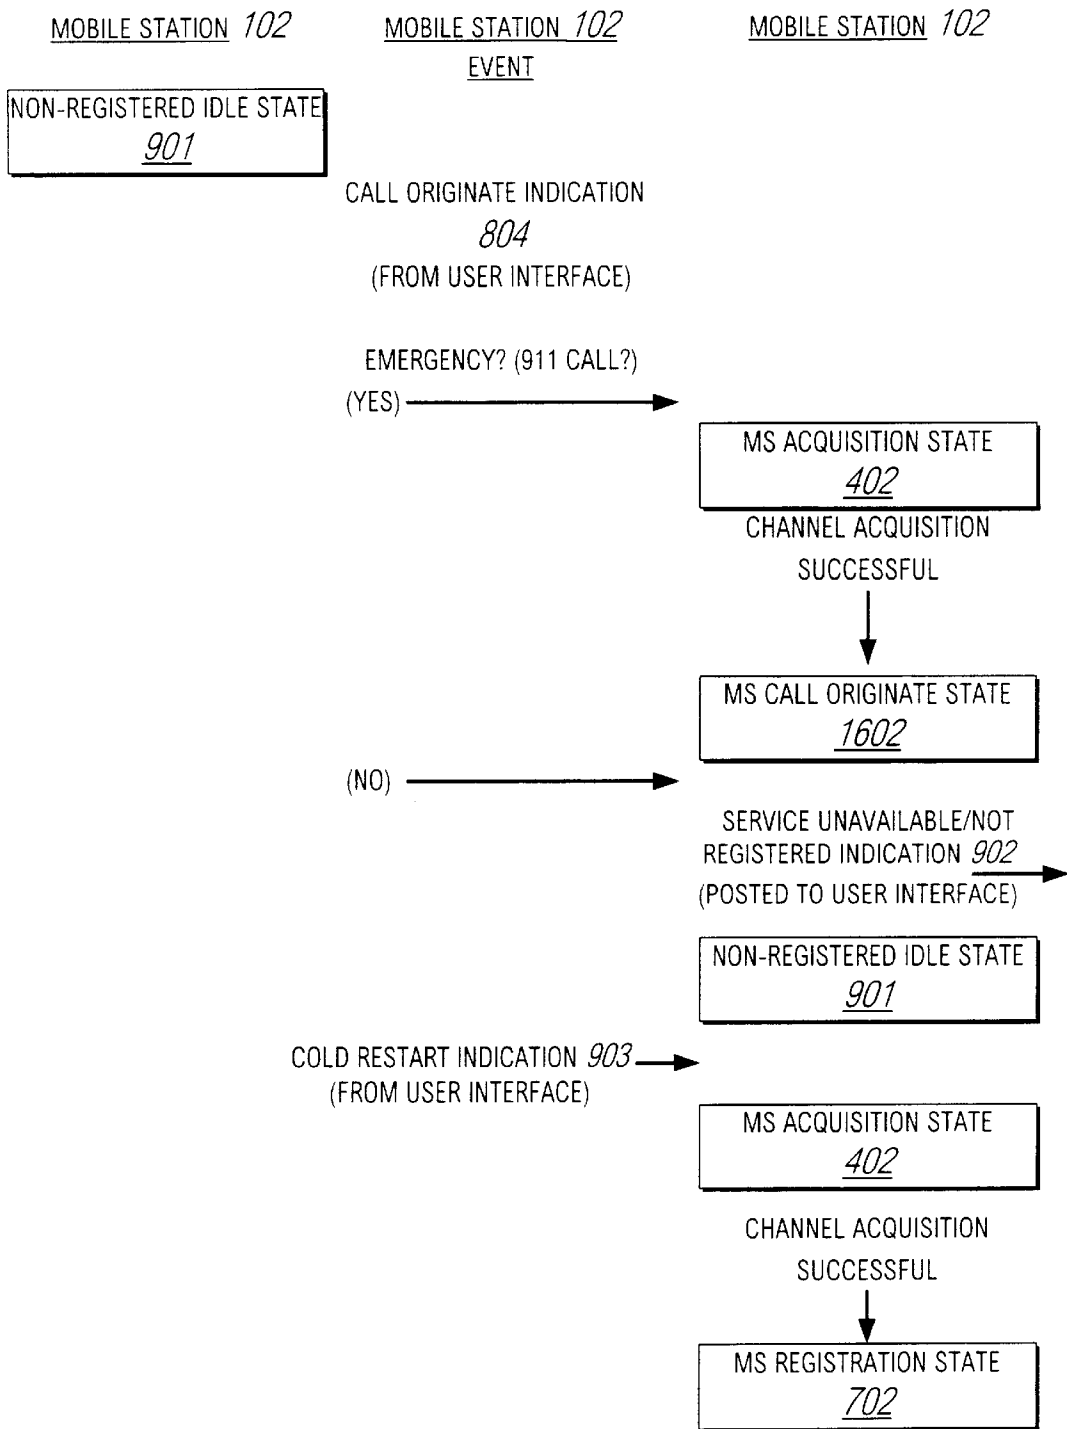 MOBILE STATION 102
MOBILE STATION 102
EVENT
MOBILE STATION 102
NON-REGISTERED IDLE STATE
901
CALL ORIGINATE INDICATION
804
(FROM USER INTERFACE)
EMERGENCY? (911 CALL?)
(YES)
MS ACQUISITION STATE
402
CHANNEL ACQUISITION
SUCCESSFUL
MS CALL ORIGINATE STATE
1602
(NO)
SERVICE UNAVAILABLE/NOT
REGISTERED INDICATION 902
(POSTED TO USER INTERFACE)
NON-REGISTERED IDLE STATE
901
COLD RESTART INDICATION 903
(FROM USER INTERFACE)
MS ACQUISITION STATE
402
CHANNEL ACQUISITION
SUCCESSFUL
MS REGISTRATION STATE
702